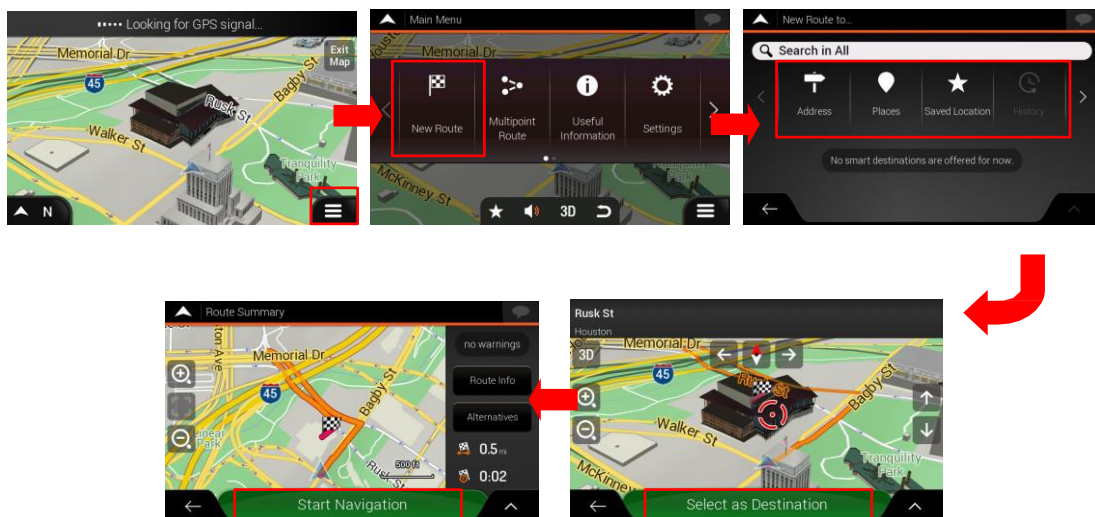 Looking for GPS signal...
Memorial Dr
Exit
Map
45
Bagby St
Rusk St
Walker St
Tranquility
Park
N
Main Menu
Memorial Dr
New Route
Multipoint
Route
Useful
Information
Settings
McKinney St
3D
New Route to...
Search in All
Address
Places
Saved Location
History
No smart destinations are offered for now.
Route Summary
Memorial Dr
no warnings
45
Route Info
Bagby St
Alternatives
Park
0.5 mi
500 ft
Rusk St
0:02
Start Navigation
Rusk St
Houston
Memorial Dr
3D
45
Bagby St
Walker St
Tranquility
Park
McKinney
Select as Destination